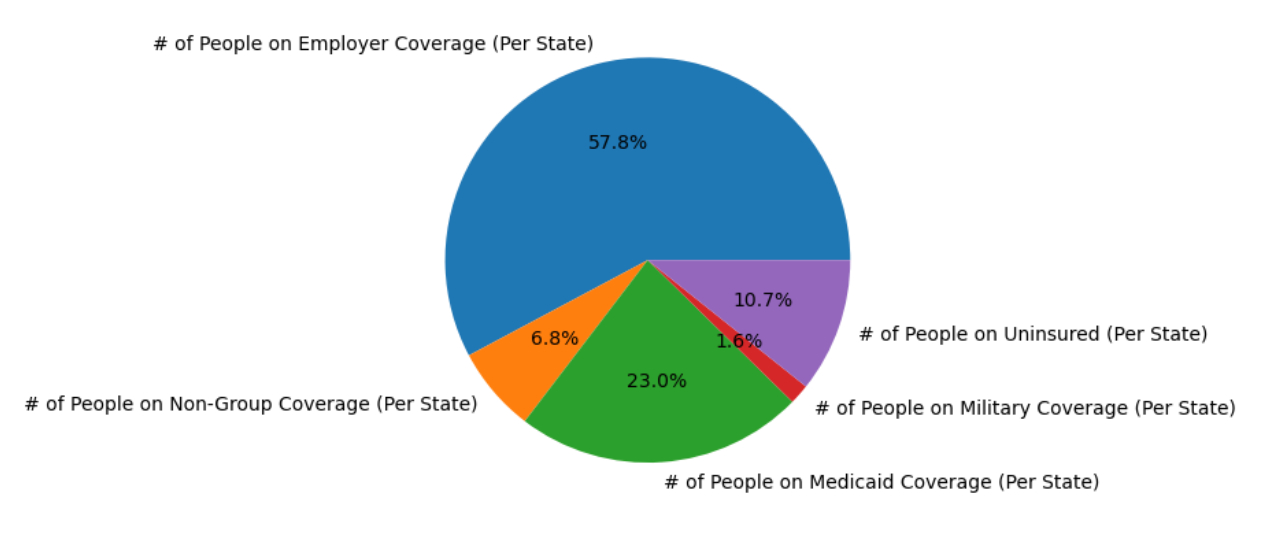 # of People on Employer Coverage (Per State)
57.8%
10.7%
# of People on Uninsured (Per State)
6.8%
1.6%
23.0%
# of People on Non-Group Coverage (Per State)
# of People on Military Coverage (Per State)
# of People on Medicaid Coverage (Per State)